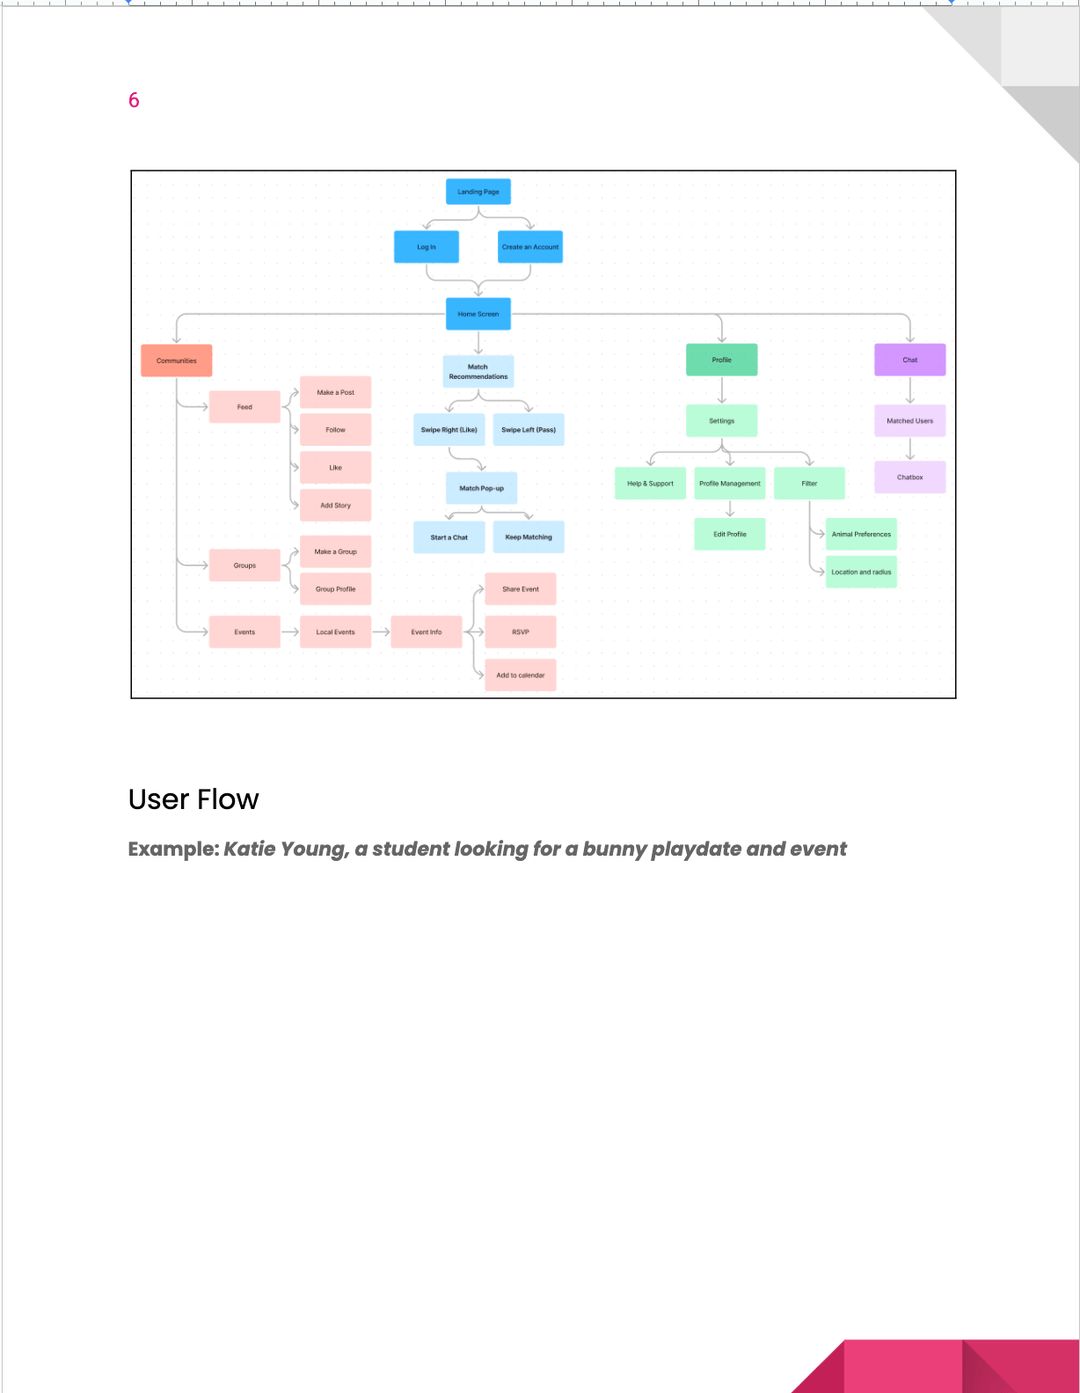 6
Landing Page
Log In
Create an Account
Home Screen
Communities
Match
Recommendations
Profile
Chat
Feed
Make a Post
Follow
Like
Add Story
Swipe Right (Like)
Swipe Left (Pass)
Match Pop-up
Start a Chat
Keep Matching
Settings
Help & Support
Profile Management
Filter
Edit Profile
Animal Preferences
Location and radius
Matched Users
Chatbox
Groups
Make a Group
Group Profile
Events
Local Events
Event Info
Share Event
RSVP
Add to calendar
User Flow
Example: Katie Young, a student looking for a bunny playdate and event